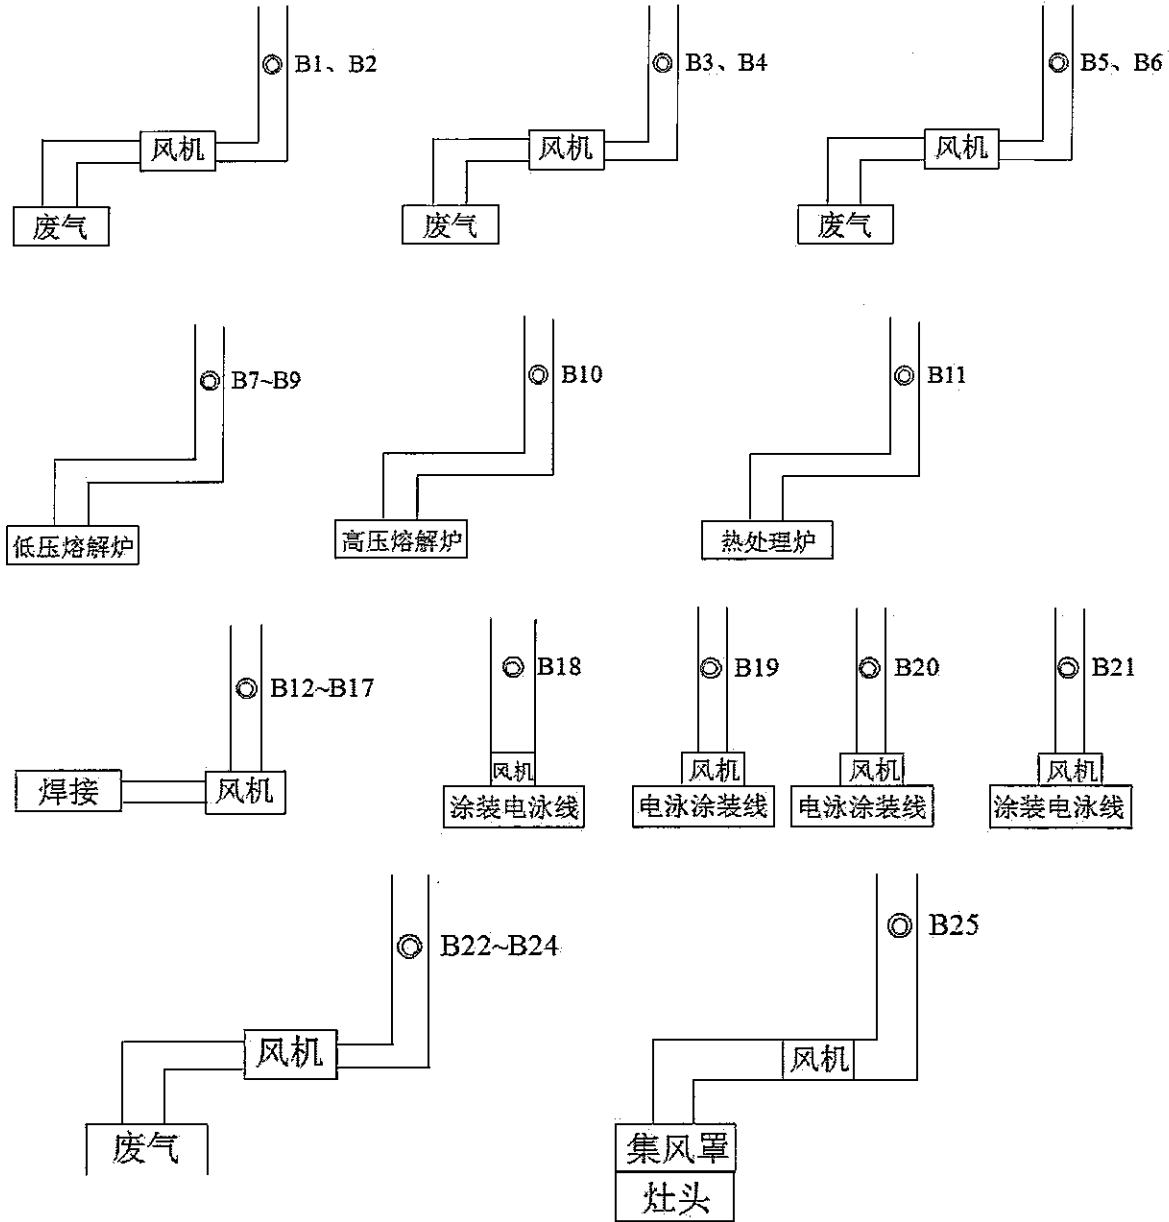 B1、B2
B3、B4
B5、B6
风机
风机
风机
废气
废气
废气
B7~B9
B10
B11
低压熔解炉
高压熔解炉
热处理炉
B12~B17
B18
B19
B20
B21
焊接
风机
风机
风机
风机
风机
涂装电泳线
电泳涂装线
电泳涂装线
涂装电泳线
B22~B24
B25
风机
风机
废气
集风罩
灶头